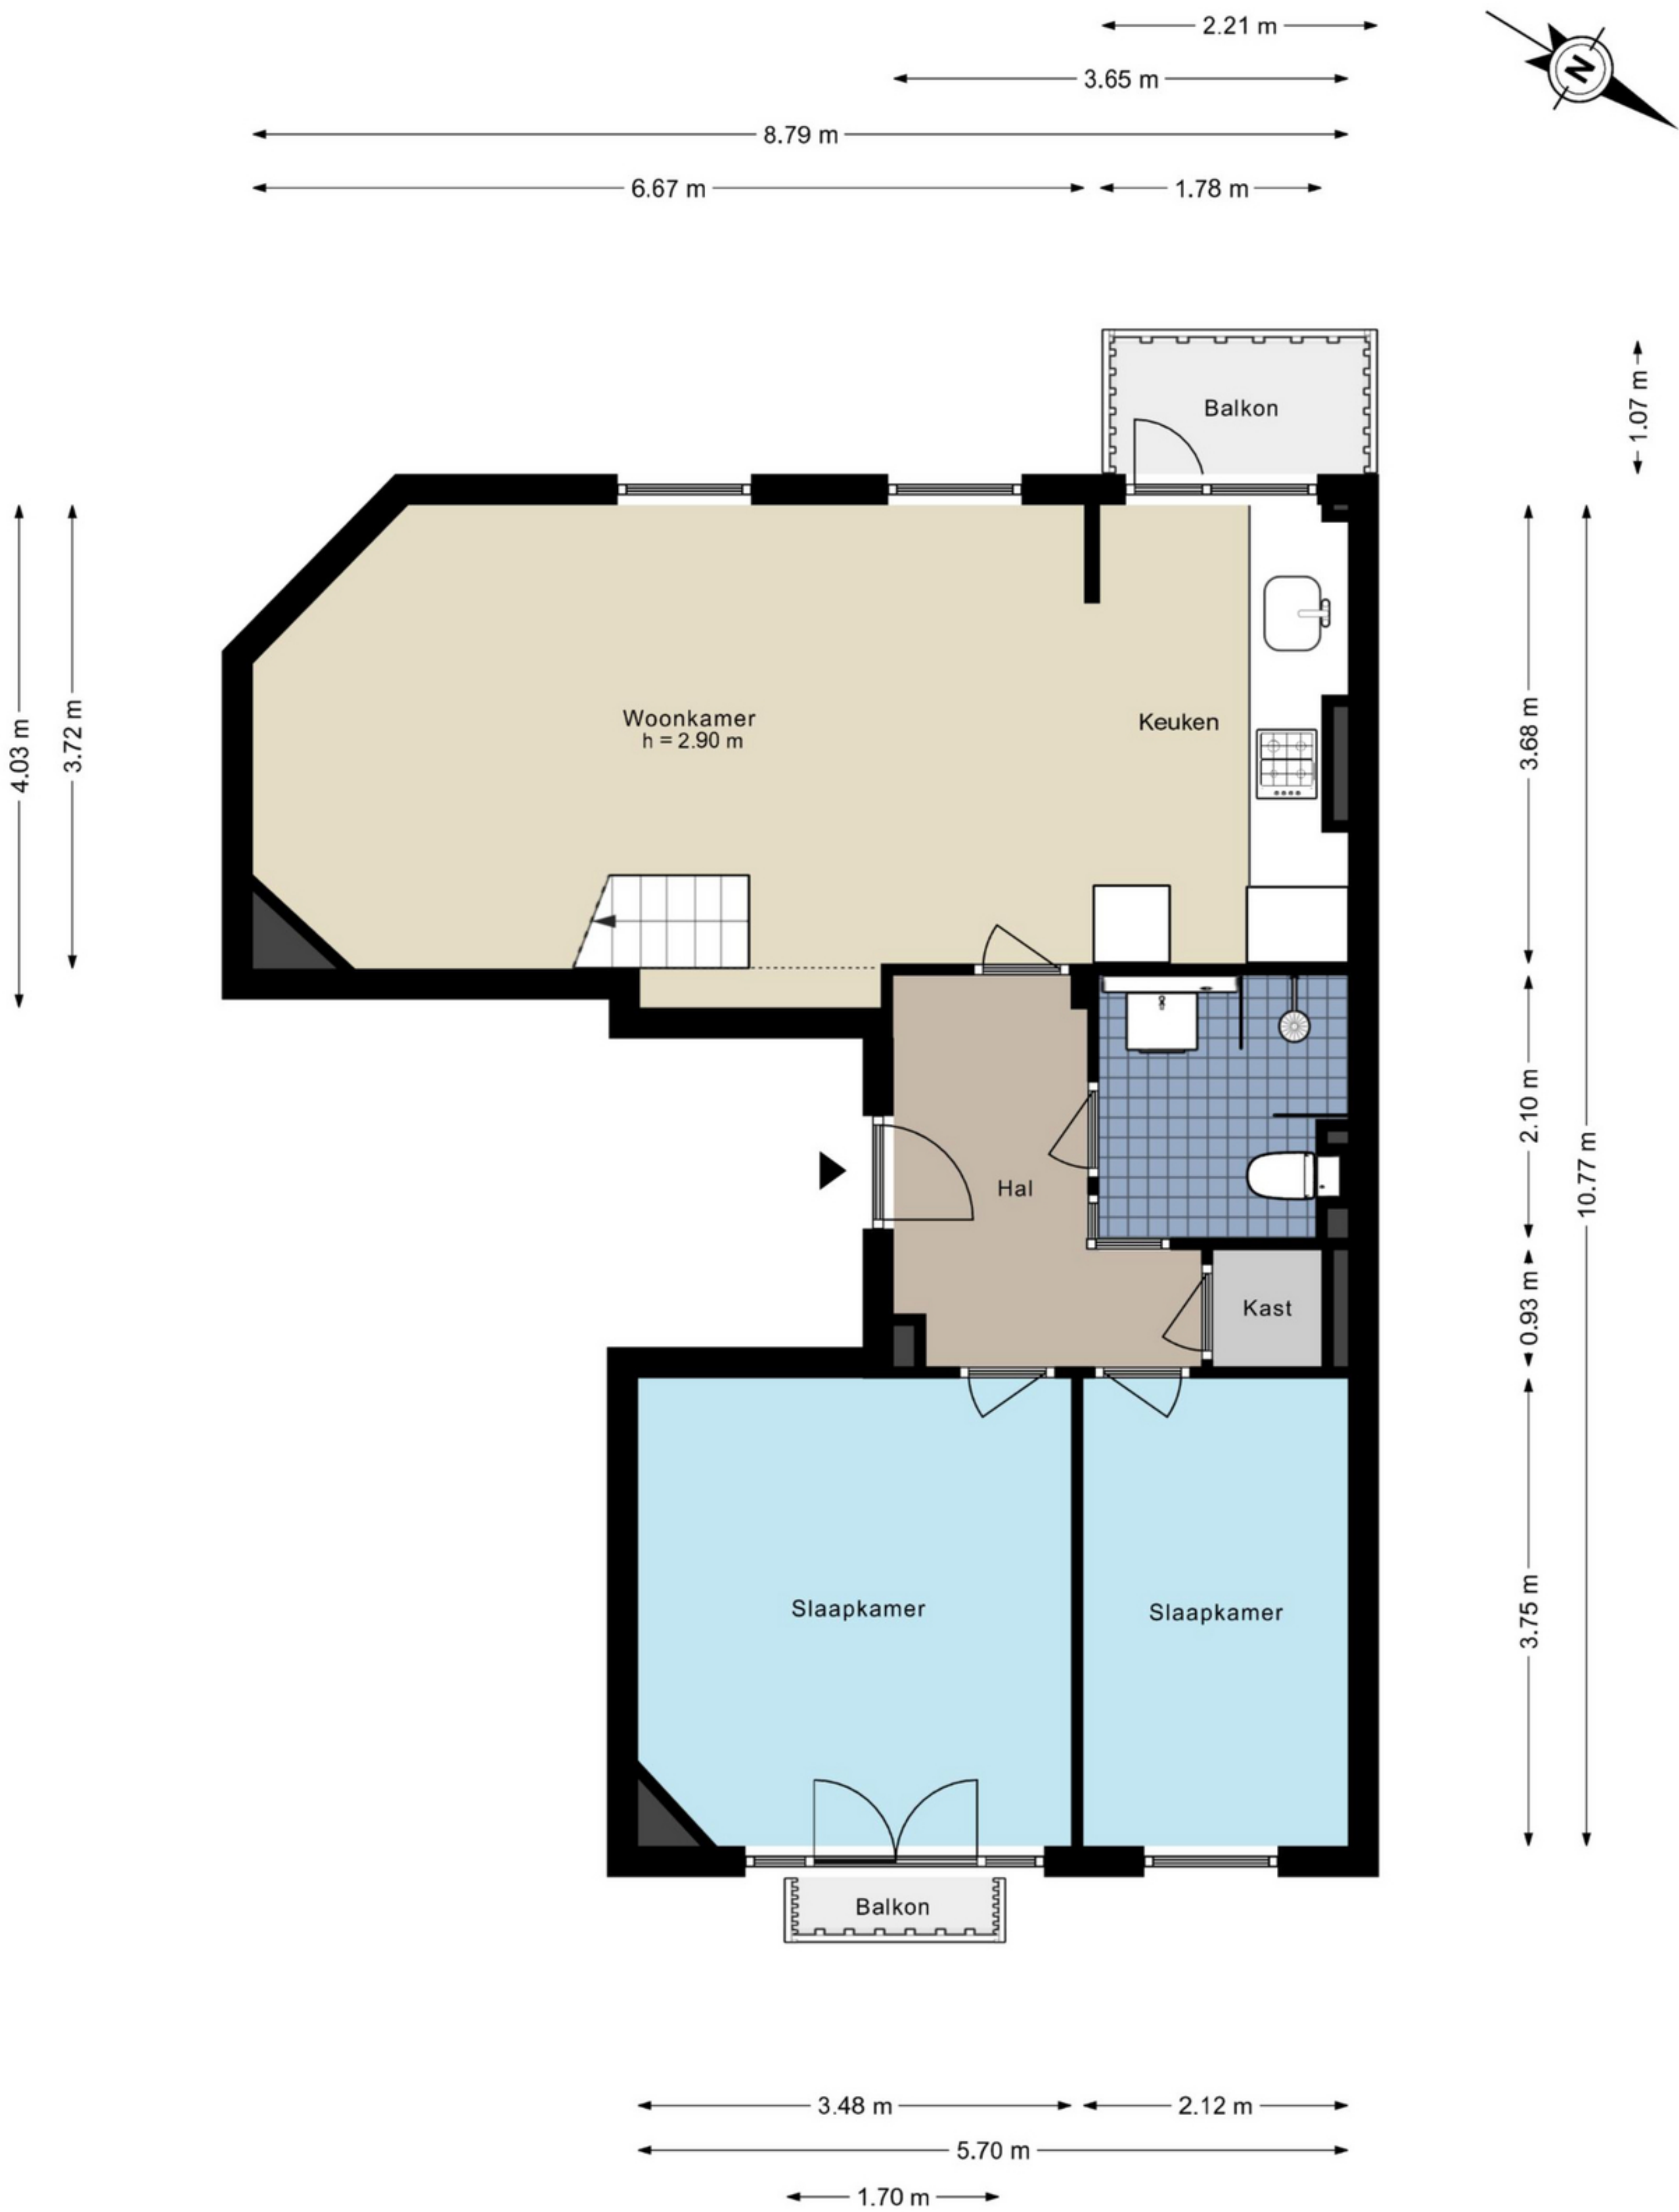 2.21 m
3.65 m
8.79 m
6.67 m
1.78 m
N
Balkon
1.07 m
Woonkamer
h = 2.90 m
Keuken
4.03 m
3.72 m
3.68 m
2.10 m
10.77 m
Hal
Kast
0.93 m
Slaapkamer
Slaapkamer
3.75 m
Balkon
3.48 m
2.12 m
5.70 m
1.70 m